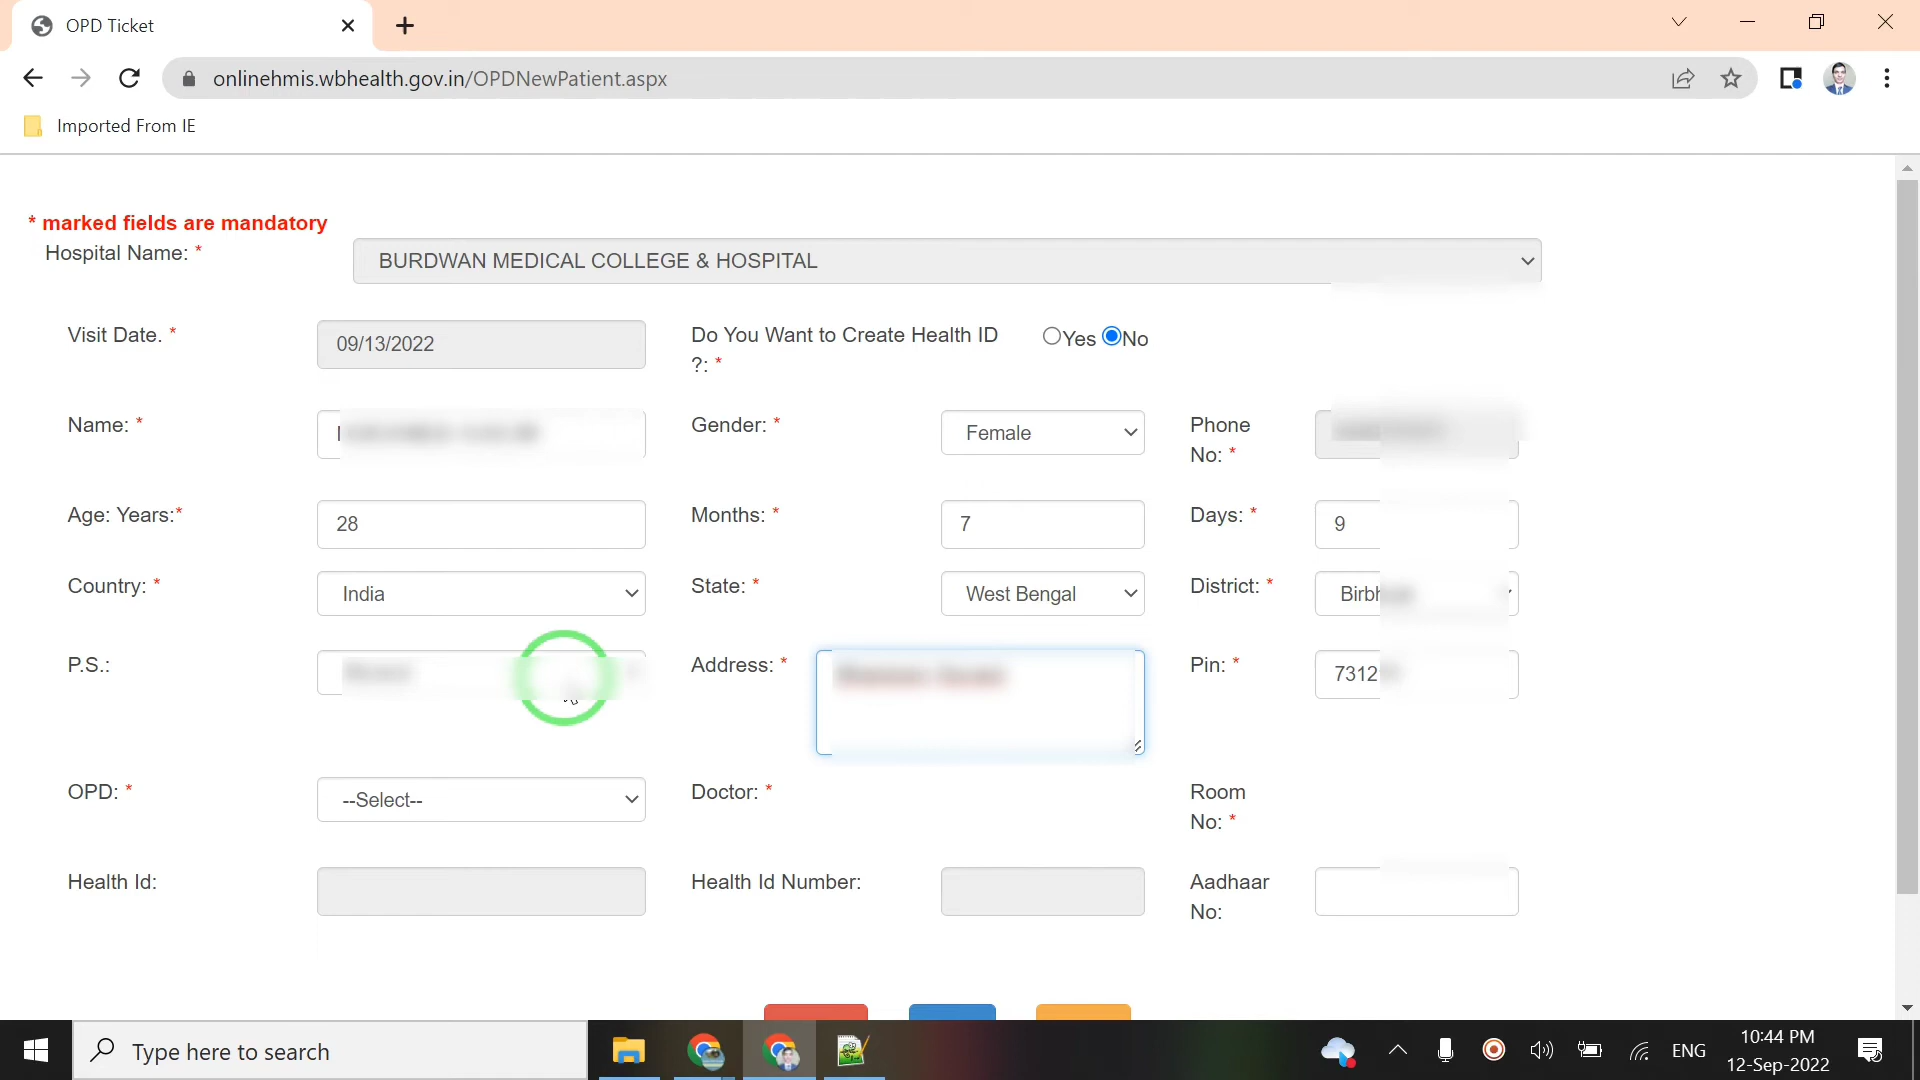 OPD Ticket
onlinehmis.wbhealth.gov.in/OPDNewPatient.aspx
Imported From IE
* marked fields are mandatory
Hospital Name: *
BURDWAN MEDICAL COLLEGE & HOSPITAL
Visit Date. *
09/13/2022
Do You Want to Create Health ID
?: *
Yes No
Name: *
Gender: *
Female
Phone
No: *
Age: Years:*
28
Months: *
7
Days: *
9
Country: *
India
State: *
West Bengal
District: *
P.S.:
Address: *
Pin: *
7312
OPD: *
--Select--
Doctor: *
Room
No: *
Health Id:
Health Id Number:
Aadhaar
No:
Type here to search
ENG
10:44 PM
12-Sep-2022